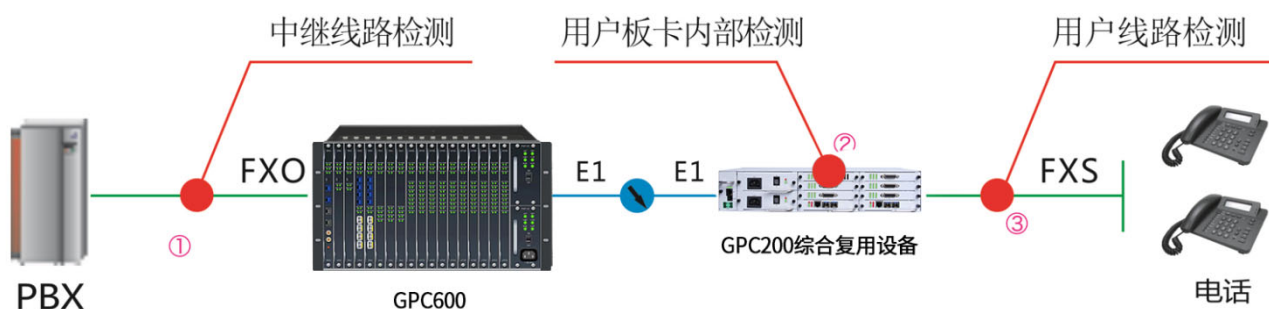 中继线路检测
用户板卡内部检测
用户线路检测
②
FXO
E1
E1
FXS
①
③
GPC200综合复用设备
PBX
GPC600
电话